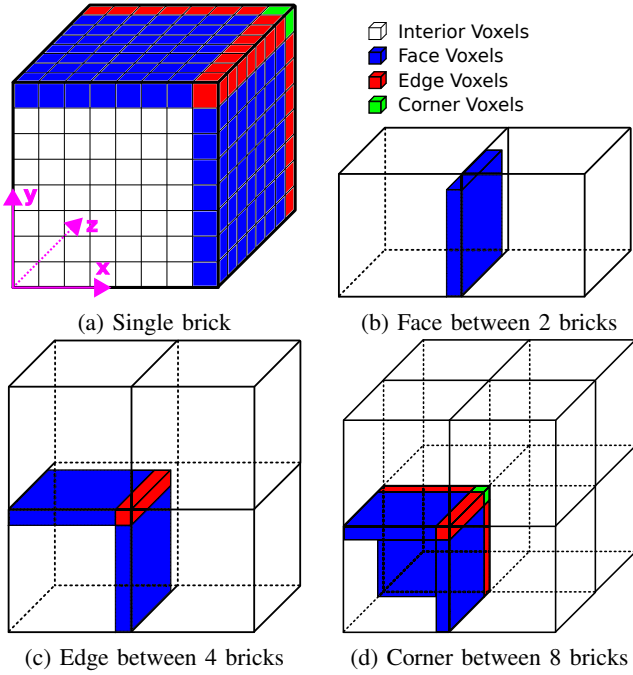 Interior Voxels
Face Voxels
Edge Voxels
Corner Voxels
y
z
x
(a) Single brick
(b) Face between 2 bricks
(c) Edge between 4 bricks
(d) Corner between 8 bricks